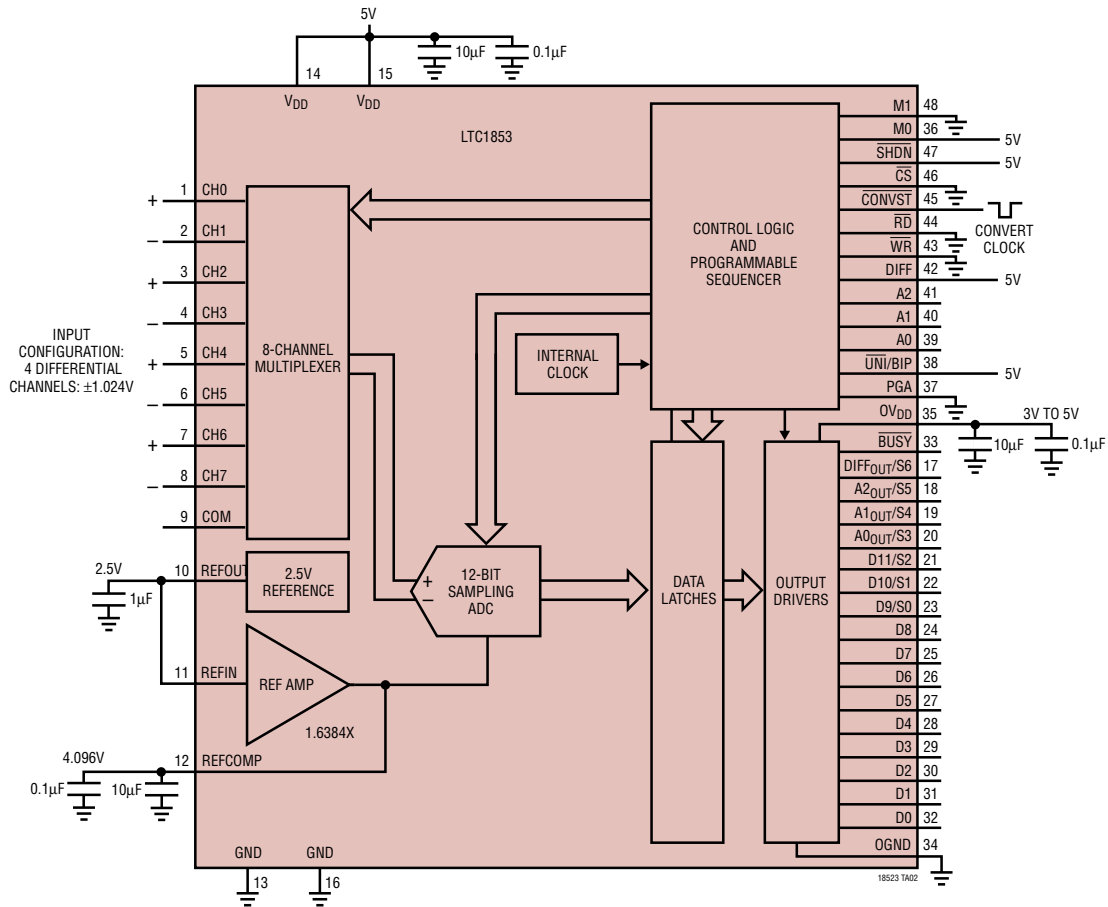 5V
10μF
0.1μF
14
15
VDD
VDD
LTC1853
M1 48
M0 36
5V
SHDN 47
5V
CS 46
CONVST 45
CONVERT
CLOCK
RD 44
WR 43
DIFF 42
5V
A2 41
A1 40
A0 39
UNI/BIP 38
5V
PGA 37
OVDD 35
3V TO 5V
10μF
0.1μF
BUSY 33
DIFFOUT/S6 17
A2OUT/S5 18
A1OUT/S4 19
A0OUT/S3 20
D11/S2 21
D10/S1 22
D9/S0 23
D8 24
D7 25
D6 26
D5 27
D4 28
D3 29
D2 30
D1 31
D0 32
OGND 34
+ 1 CH0
– 2 CH1
+ 3 CH2
– 4 CH3
+ 5 CH4
– 6 CH5
+ 7 CH6
– 8 CH7
9 COM
INPUT
CONFIGURATION:
4 DIFFERENTIAL
CHANNELS: ±1.024V
8-CHANNEL
MULTIPLEXER
CONTROL LOGIC
AND
PROGRAMMABLE
SEQUENCER
INTERNAL
CLOCK
2.5V
1μF
10 REFOUT
2.5V
REFERENCE
+
–
12-BIT
SAMPLING
ADC
DATA
LATCHES
OUTPUT
DRIVERS
11 REFIN
REF AMP
1.6384X
4.096V
12 REFCOMP
0.1μF
10μF
GND
GND
13
16
18523 TA02